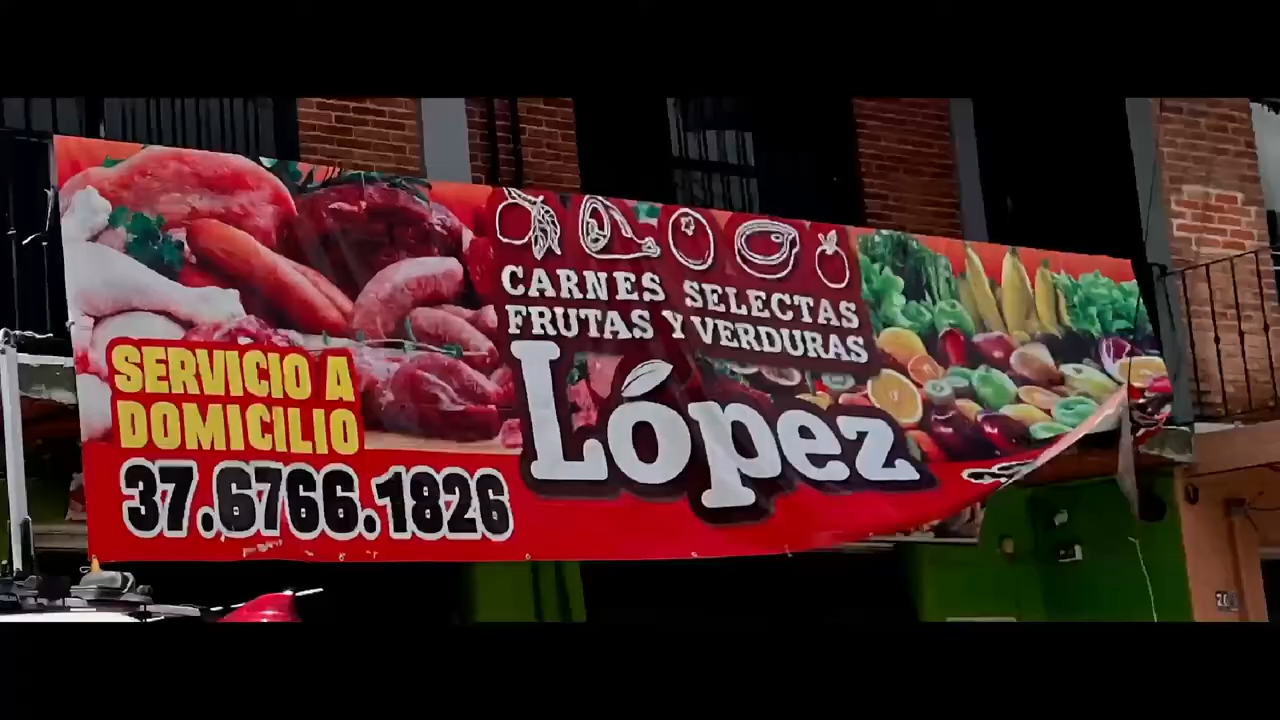 CARNES SELECTAS
FRUTAS Y VERDURAS
López
SERVICIO A
DOMICILIO
37.6766.1826